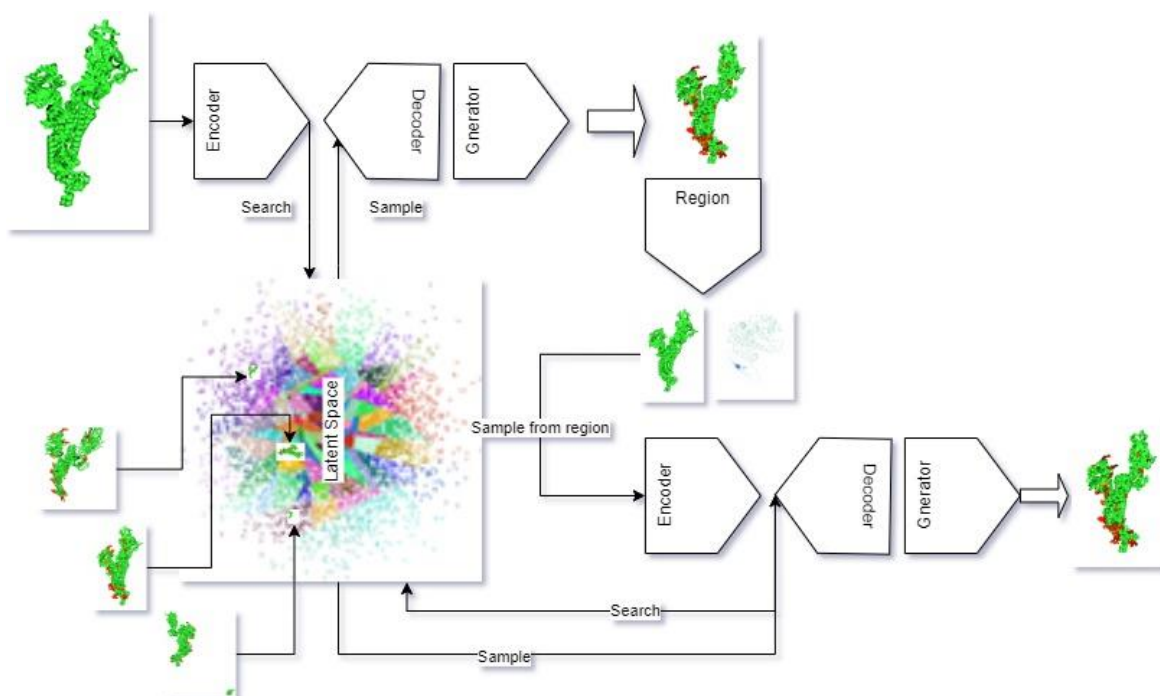 Encoder
Decoder
Gnerator
Search
Sample
Region
Latent Space
Sample from region
Encoder
Decoder
Gnerator
Search
Sample